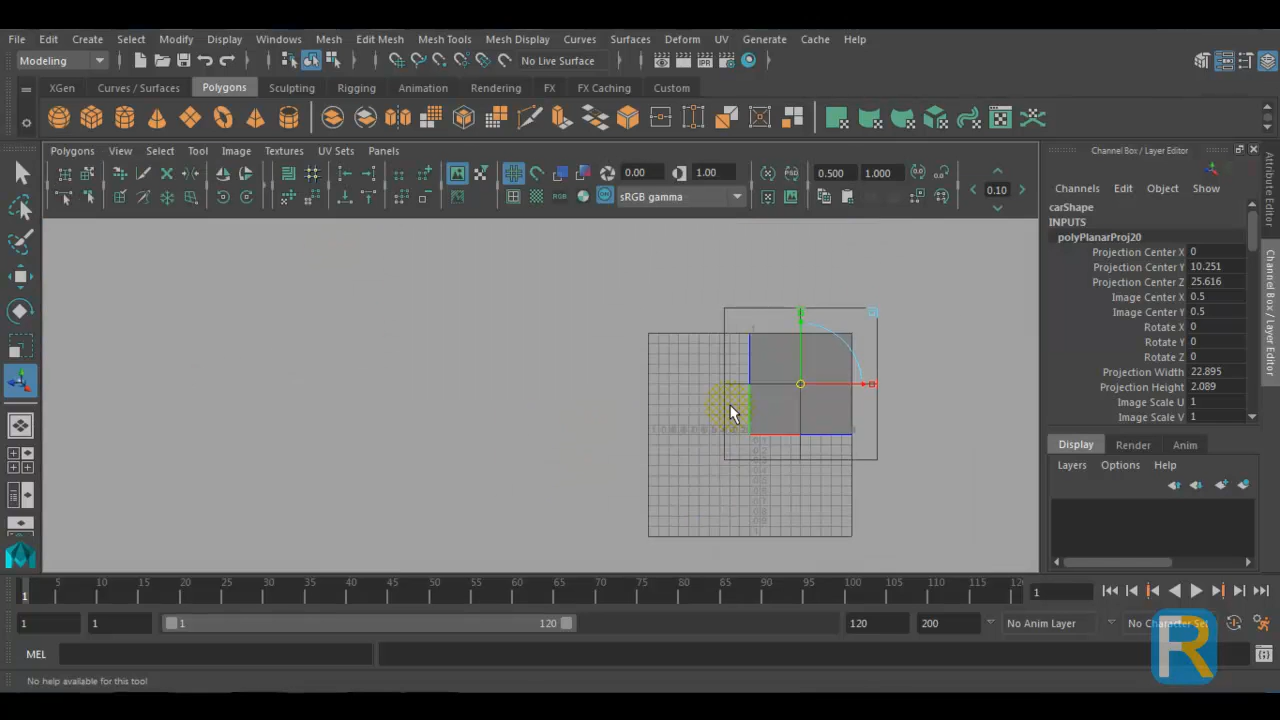 File Edit Create Select Modify Display Windows Mesh Edit Mesh Mesh Tools Mesh Display Curves Surfaces Deform UV Generate Cache Help
Modeling No Live Surface
XGen Curves / Surfaces Polygons Sculpting Rigging Animation Rendering FX FX Caching Custom
Polygons View Select Tool Image Textures UV Sets Panels
0.00 1.00 0.500 1.000 0.10
RGB sRGB gamma
Channel Box / Layer Editor
Channels Edit Object Show
carShape
INPUTS
polyPlanarProj20
Projection Center X 0
Projection Center Y 10.251
Projection Center Z 25.616
Image Center X 0.5
Image Center Y 0.5
Rotate X 0
Rotate Y 0
Rotate Z 0
Projection Width 22.895
Projection Height 2.089
Image Scale U 1
Image Scale V 1
Display Render Anim
Layers Options Help
Attribute Editor
Channel Box / Layer Editor
5 10 15 20 25 30 35 40 45 50 55 60 65 70 75 80 85 90 95 100 105 110 115 12
1 1
1 1 1 120 120 200 No Anim Layer No Character Set
MEL
No help available for this tool